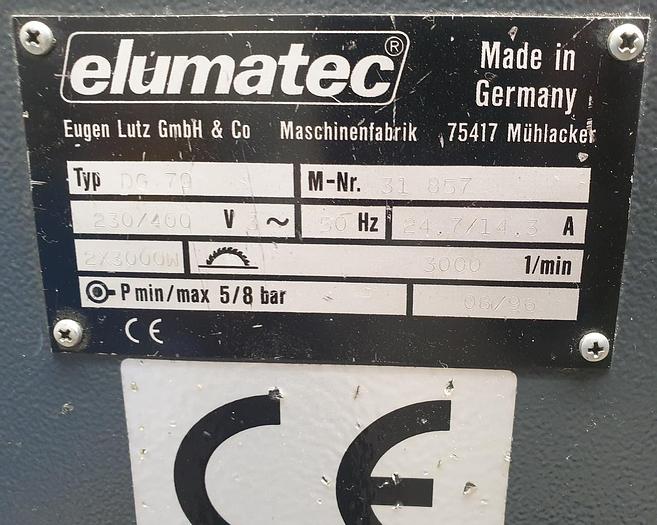 elumatec®
Made in
Germany
Eugen Lutz GmbH & Co Maschinenfabrik 75417 Mühlacker
Typ DG 79 M-Nr. 31 857
230/400 V 3 ~ 50 Hz 24.7/14.3 A
2X3000W 3000 1/min
P min/max 5/8 bar 06/96
CE
CE